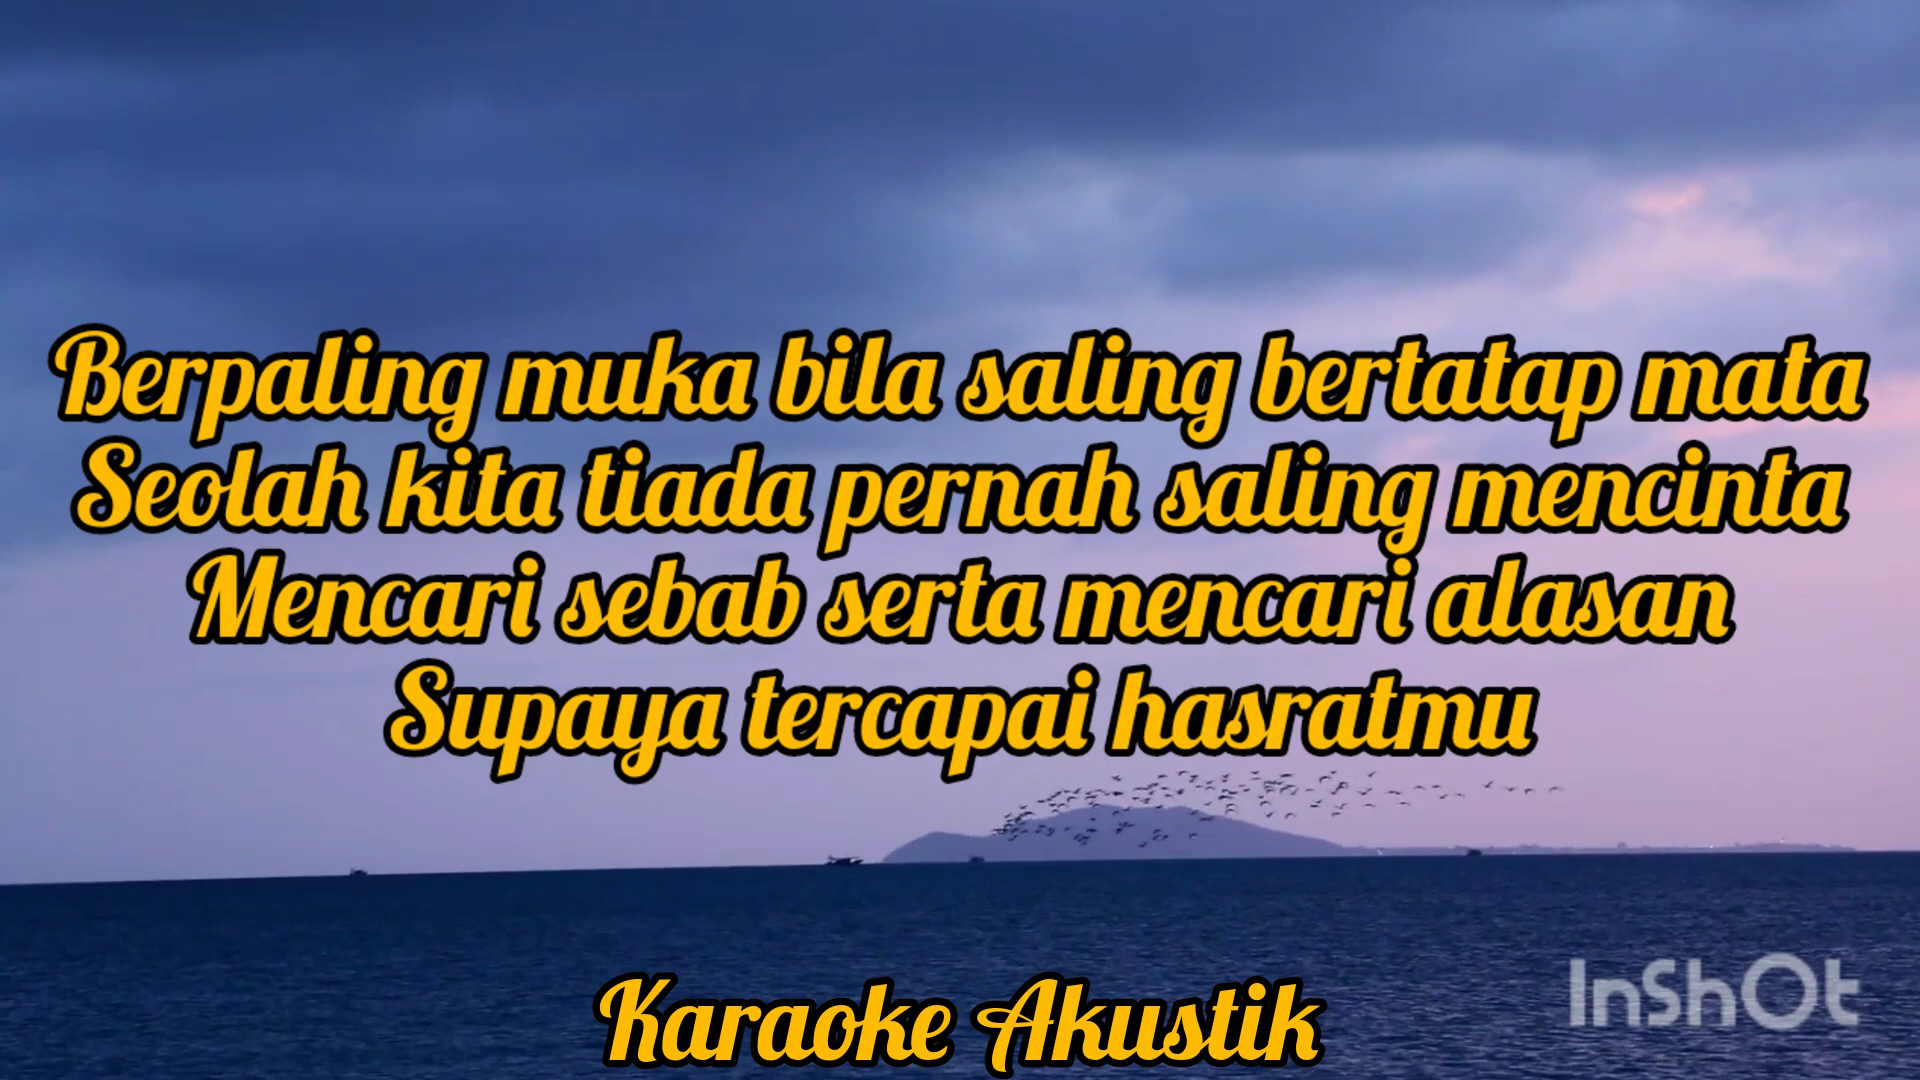 Berpaling muka bila saling bertatap mata
Seolah kita tiada pernah saling mencinta
Mencari sebab serta mencari alasan
Supaya tercapai hasratmu
Karaoke Akustik
InShOt